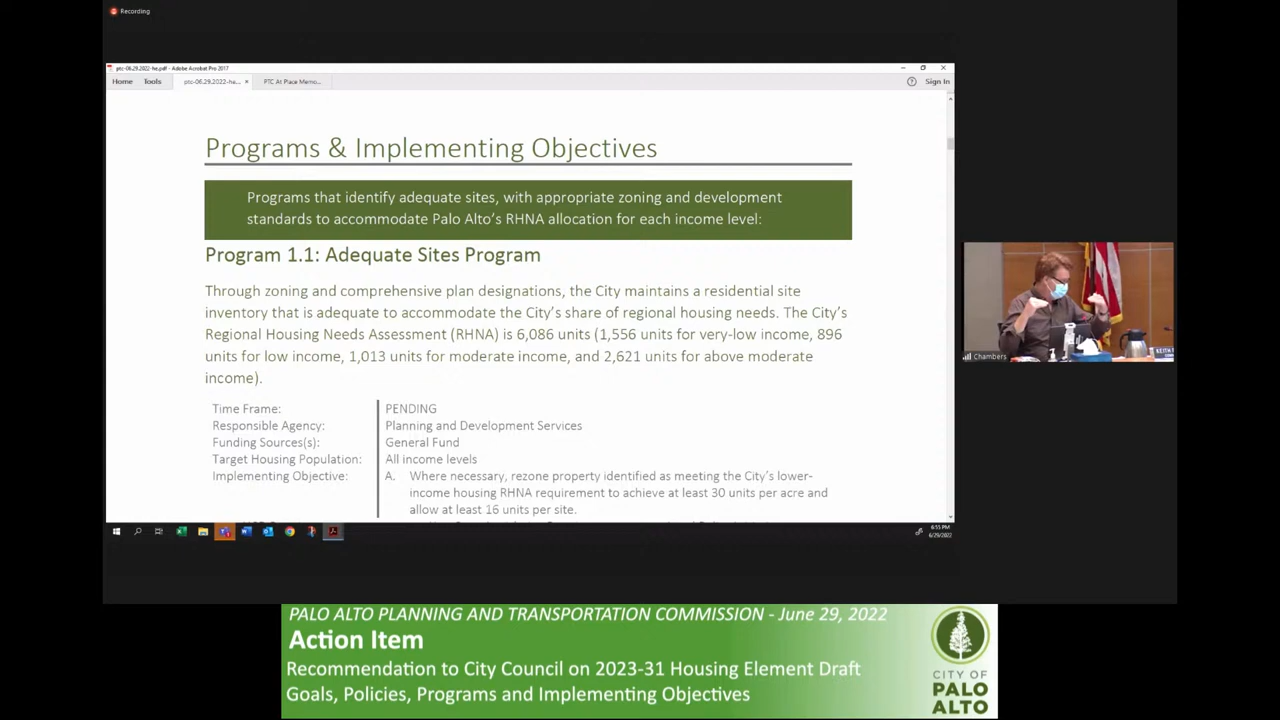 Recording
ptc-06.29.2022-he.pdf - Adobe Acrobat Pro 2017
Home Tools ptc-06.29.2022-he... × PTC At Place Memo... Sign In
Programs & Implementing Objectives
Programs that identify adequate sites, with appropriate zoning and development
standards to accommodate Palo Alto's RHNA allocation for each income level:
Program 1.1: Adequate Sites Program
Through zoning and comprehensive plan designations, the City maintains a residential site
inventory that is adequate to accommodate the City's share of regional housing needs. The City's
Regional Housing Needs Assessment (RHNA) is 6,086 units (1,556 units for very-low income, 896
units for low income, 1,013 units for moderate income, and 2,621 units for above moderate
income).
Time Frame: PENDING
Responsible Agency: Planning and Development Services
Funding Sources(s): General Fund
Target Housing Population: All income levels
Implementing Objective: A. Where necessary, rezone property identified as meeting the City's lower-
income housing RHNA requirement to achieve at least 30 units per acre and
allow at least 16 units per site.
6:55 PM
6/29/2022
Chambers
KEITH
PALO ALTO PLANNING AND TRANSPORTATION COMMISSION - June 29, 2022
Action Item
Recommendation to City Council on 2023-31 Housing Element Draft
Goals, Policies, Programs and Implementing Objectives
CITY OF
PALO
ALTO